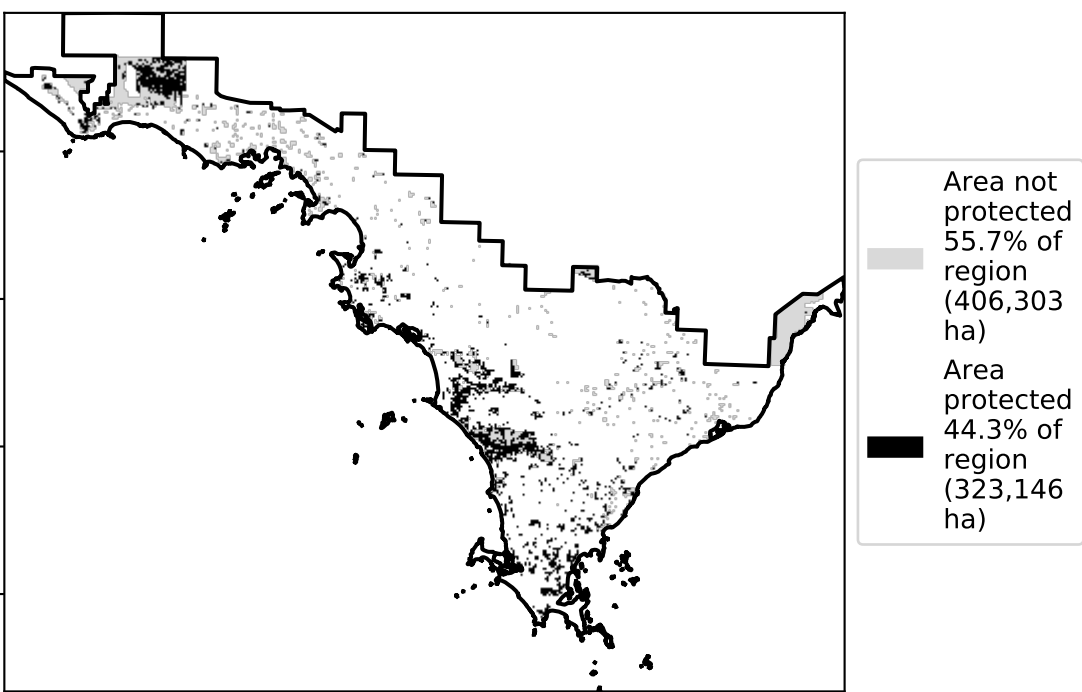 Area not
protected
55.7% of
region
(406,303
ha)
Area
protected
44.3% of
region
(323,146
ha)